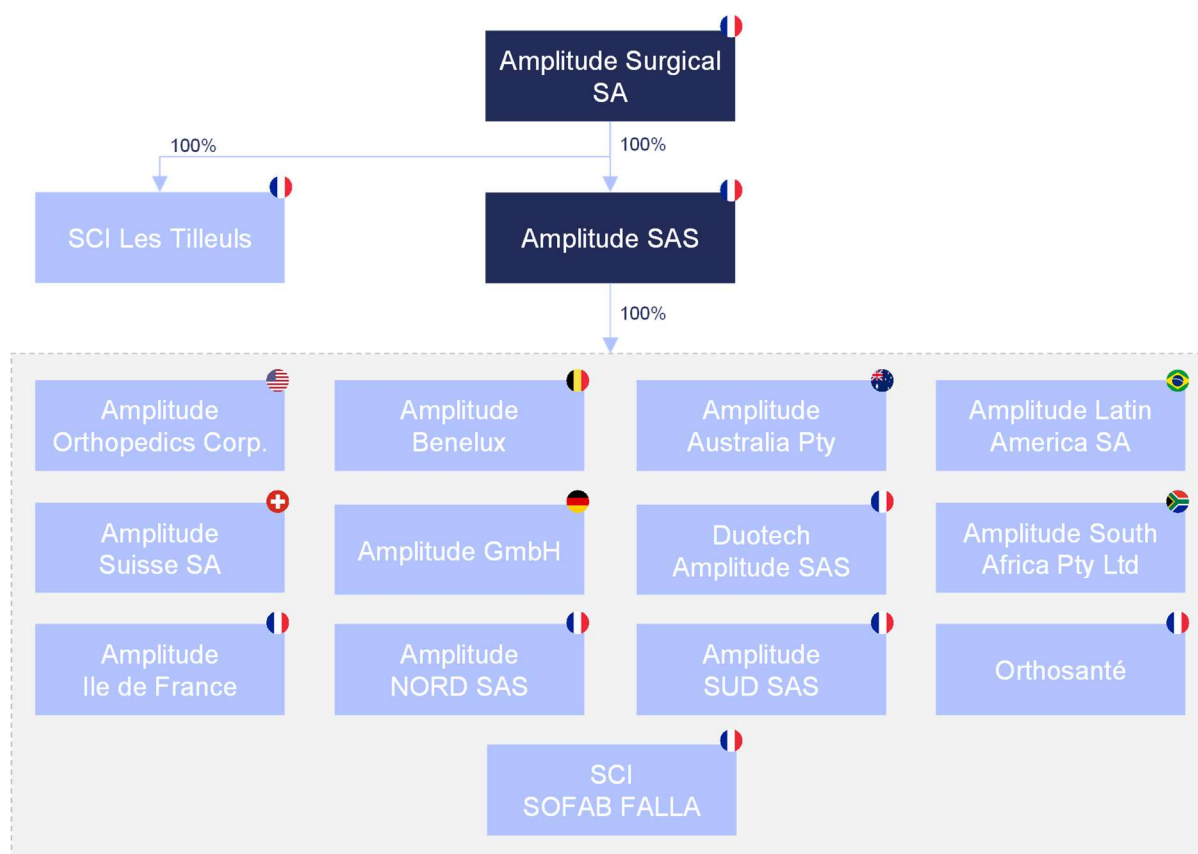 Amplitude Surgical
SA
100%
100%
SCI Les Tilleuls
Amplitude SAS
100%
Amplitude
Orthopedics Corp.
Amplitude
Benelux
Amplitude
Australia Pty
Amplitude Latin
America SA
Amplitude
Suisse SA
Amplitude GmbH
Duotech
Amplitude SAS
Amplitude South
Africa Pty Ltd
Amplitude
Ile de France
Amplitude
NORD SAS
Amplitude
SUD SAS
Orthosanté
SCI
SOFAB FALLA